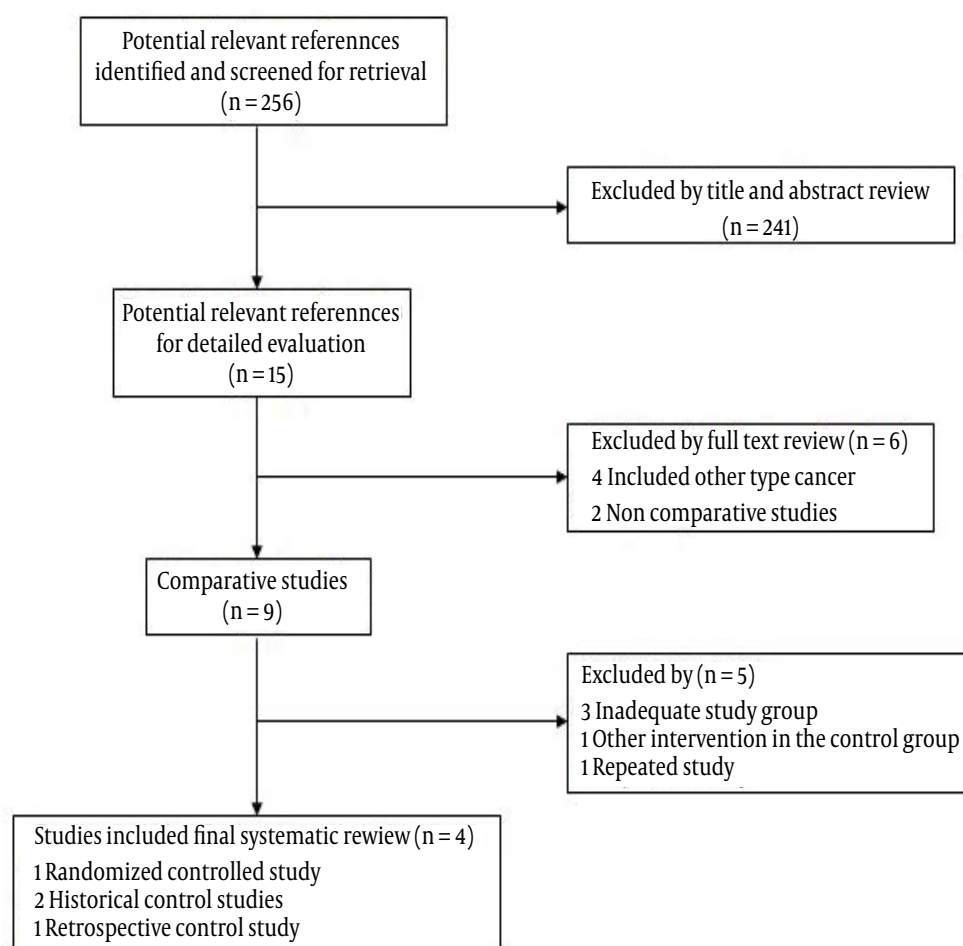 Potential relevant referennces
identified and screened for retrieval
(n = 256)
Excluded by title and abstract review
(n = 241)
Potential relevant referennces
for detailed evaluation
(n = 15)
Excluded by full text review (n = 6)
4 Included other type cancer
2 Non comparative studies
Comparative studies
(n = 9)
Excluded by (n = 5)
3 Inadequate study group
1 Other intervention in the control group
1 Repeated study
Studies included final systematic rewiew (n = 4)
1 Randomized controlled study
2 Historical control studies
1 Retrospective control study